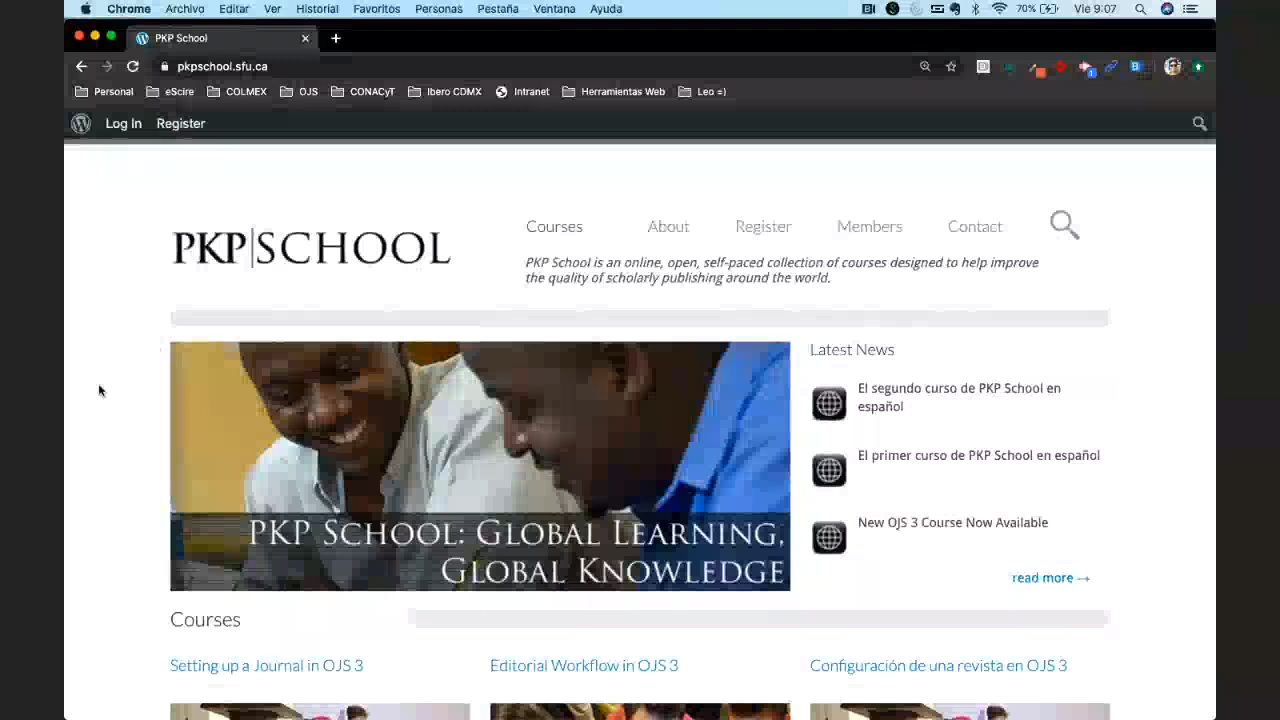 Chrome Archivo Editar Ver Historial Favoritos Personas Pestaña Ventana Ayuda 70% Vie 9:07
PKP School
pkpschool.sfu.ca
Personal eScire COLMEX OJS CONACyT Ibero CDMX Intranet Herramientas Web Leo =)
Log In Register
PKP|SCHOOL
Courses About Register Members Contact
PKP School is an online, open, self-paced collection of courses designed to help improve
the quality of scholarly publishing around the world.
Latest News
El segundo curso de PKP School en
español
El primer curso de PKP School en español
New OJS 3 Course Now Available
read more →
PKP School: Global Learning,
Global Knowledge
Courses
Setting up a Journal in OJS 3 Editorial Workflow in OJS 3 Configuración de una revista en OJS 3